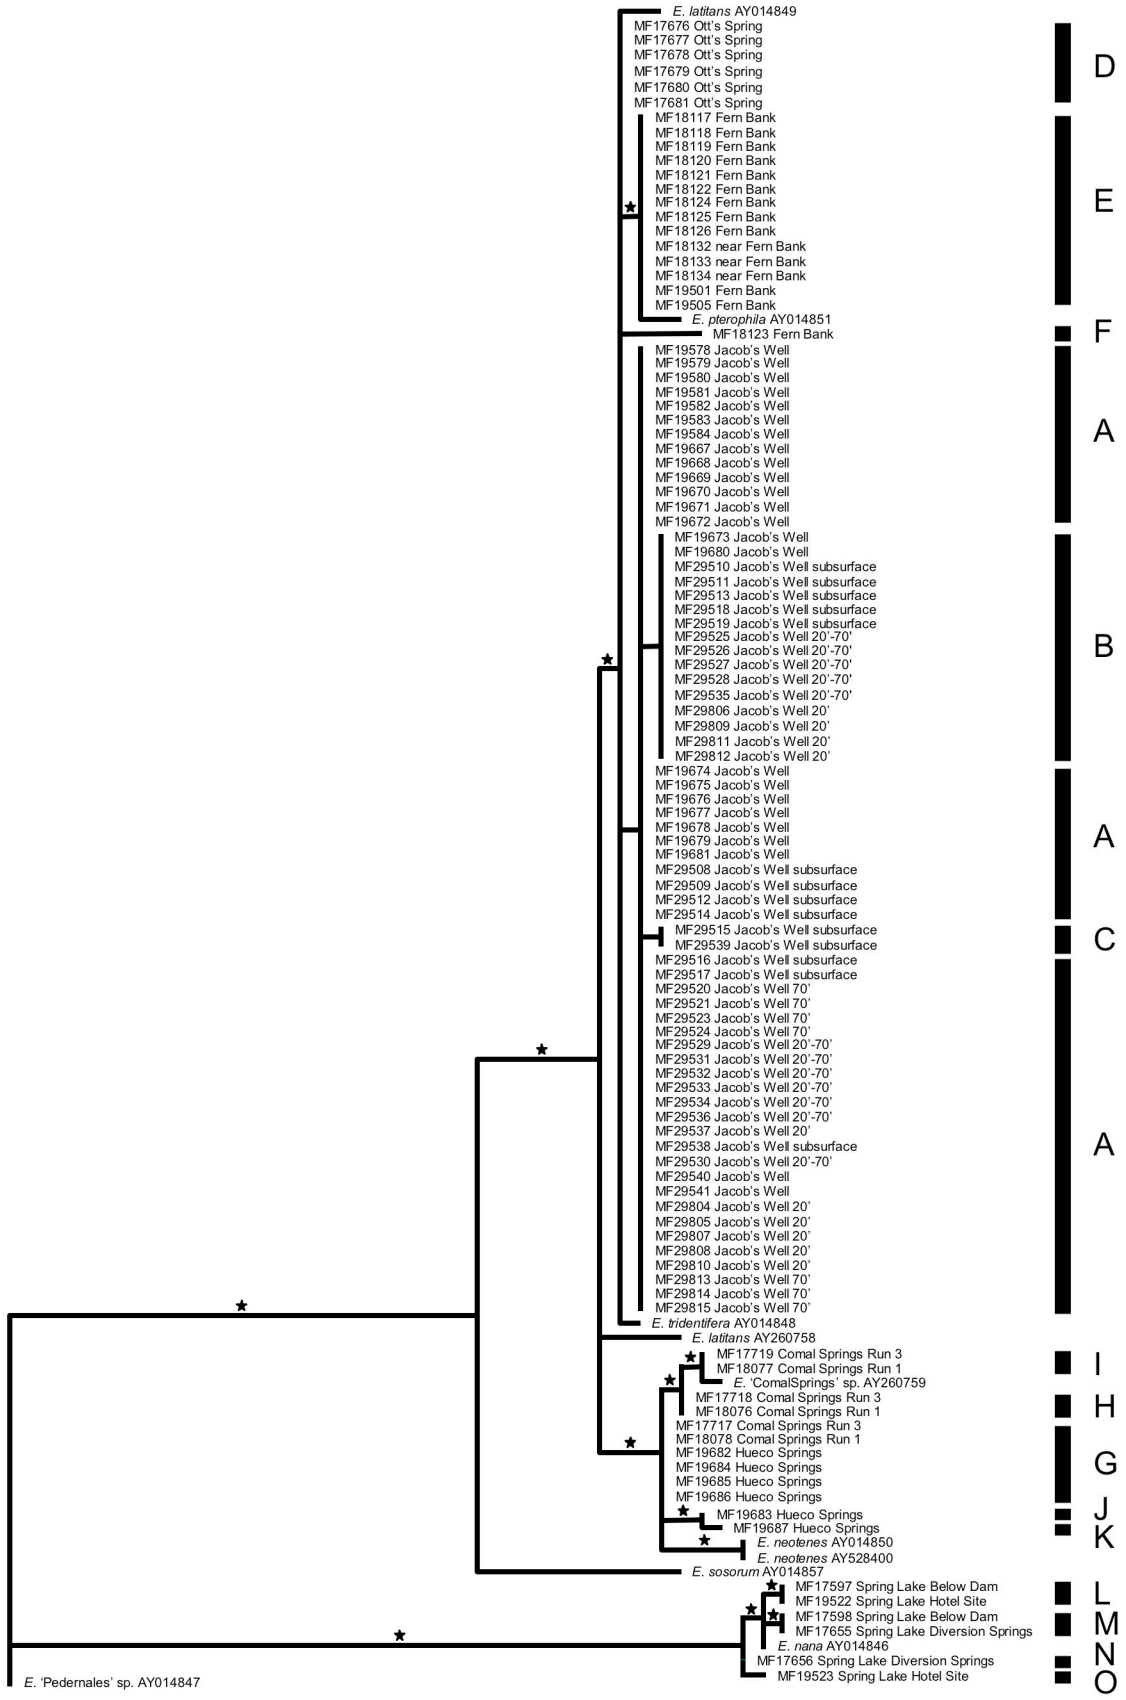 E. latitans AY014849
MF17676 Ott's Spring
MF17677 Ott's Spring
MF17678 Ott's Spring
D
MF17679 Ott's Spring
MF17680 Ott's Spring
MF17681 Ott's Spring
MF18117 Fern Bank
MF18118 Fern Bank
MF18119 Fern Bank
MF18120 Fern Bank
MF18121 Fern Bank
MF18122 Fern Bank
MF18124 Fern Bank
E
MF18125 Fern Bank
MF18126 Fern Bank
MF18132 near Fern Bank
MF18133 near Fern Bank
MF18134 near Fern Bank
MF19501 Fern Bank
MF19505 Fern Bank
E. pterophila AY014851
MF18123 Fern Bank
F
MF19578 Jacob's Well
MF19579 Jacob's Well
MF19580 Jacob's Well
MF19581 Jacob's Well
MF19582 Jacob's Well
MF19583 Jacob's Well
MF19584 Jacob's Well
A
MF19667 Jacob's Well
MF19668 Jacob's Well
MF19669 Jacob's Well
MF19670 Jacob's Well
MF19671 Jacob's Well
MF19672 Jacob's Well
MF19673 Jacob's Well
MF19680 Jacob's Well
MF29510 Jacob's Well subsurface
MF29511 Jacob's Well subsurface
MF29513 Jacob's Well subsurface
MF29518 Jacob's Well subsurface
MF29519 Jacob's Well subsurface
MF29525 Jacob's Well 20'-70'
MF29526 Jacob's Well 20'-70'
B
MF29527 Jacob's Well 20'-70'
MF29528 Jacob's Well 20'-70'
MF29535 Jacob's Well 20'-70'
MF29806 Jacob's Well 20'
MF29809 Jacob's Well 20'
MF29811 Jacob's Well 20'
MF29812 Jacob's Well 20'
MF19674 Jacob's Well
MF19675 Jacob's Well
MF19676 Jacob's Well
MF19677 Jacob's Well
MF19678 Jacob's Well
MF19679 Jacob's Well
A
MF19681 Jacob's Well
MF29508 Jacob's Well subsurface
MF29509 Jacob's Well subsurface
MF29512 Jacob's Well subsurface
MF29514 Jacob's Well subsurface
MF29515 Jacob's Well subsurface
MF29539 Jacob's Well subsurface
C
MF29516 Jacob's Well subsurface
MF29517 Jacob's Well subsurface
MF29520 Jacob's Well 70'
MF29521 Jacob's Well 70'
MF29523 Jacob's Well 70'
MF29524 Jacob's Well 70'
MF29529 Jacob's Well 20'-70'
MF29531 Jacob's Well 20'-70'
MF29532 Jacob's Well 20'-70'
MF29533 Jacob's Well 20'-70'
MF29534 Jacob's Well 20'-70'
MF29536 Jacob's Well 20'-70'
MF29537 Jacob's Well 20'
MF29538 Jacob's Well subsurface
A
MF29530 Jacob's Well 20'-70'
MF29540 Jacob's Well
MF29541 Jacob's Well
MF29804 Jacob's Well 20'
MF29805 Jacob's Well 20'
MF29807 Jacob's Well 20'
MF29808 Jacob's Well 20'
MF29810 Jacob's Well 20'
MF29813 Jacob's Well 70'
MF29814 Jacob's Well 70'
MF29815 Jacob's Well 70'
E. tridentifera AY014848
E. latitans AY260758
MF17719 Comal Springs Run 3
MF18077 Comal Springs Run 1
I
E. 'ComalSprings' sp. AY260759
MF17718 Comal Springs Run 3
H
MF18076 Comal Springs Run 1
MF17717 Comal Springs Run 3
MF18078 Comal Springs Run 1
MF19682 Hueco Springs
MF19684 Hueco Springs
G
MF19685 Hueco Springs
MF19686 Hueco Springs
MF19683 Hueco Springs
J
MF19687 Hueco Springs
K
E. neotenes AY014850
E. neotenes AY528400
E. sosorum AY014857
MF17597 Spring Lake Below Dam
L
MF19522 Spring Lake Hotel Site
MF17598 Spring Lake Below Dam
M
MF17655 Spring Lake Diversion Springs
E. nana AY014846
N
MF17656 Spring Lake Diversion Springs
MF19523 Spring Lake Hotel Site
O
E. 'Pedernales' sp. AY014847